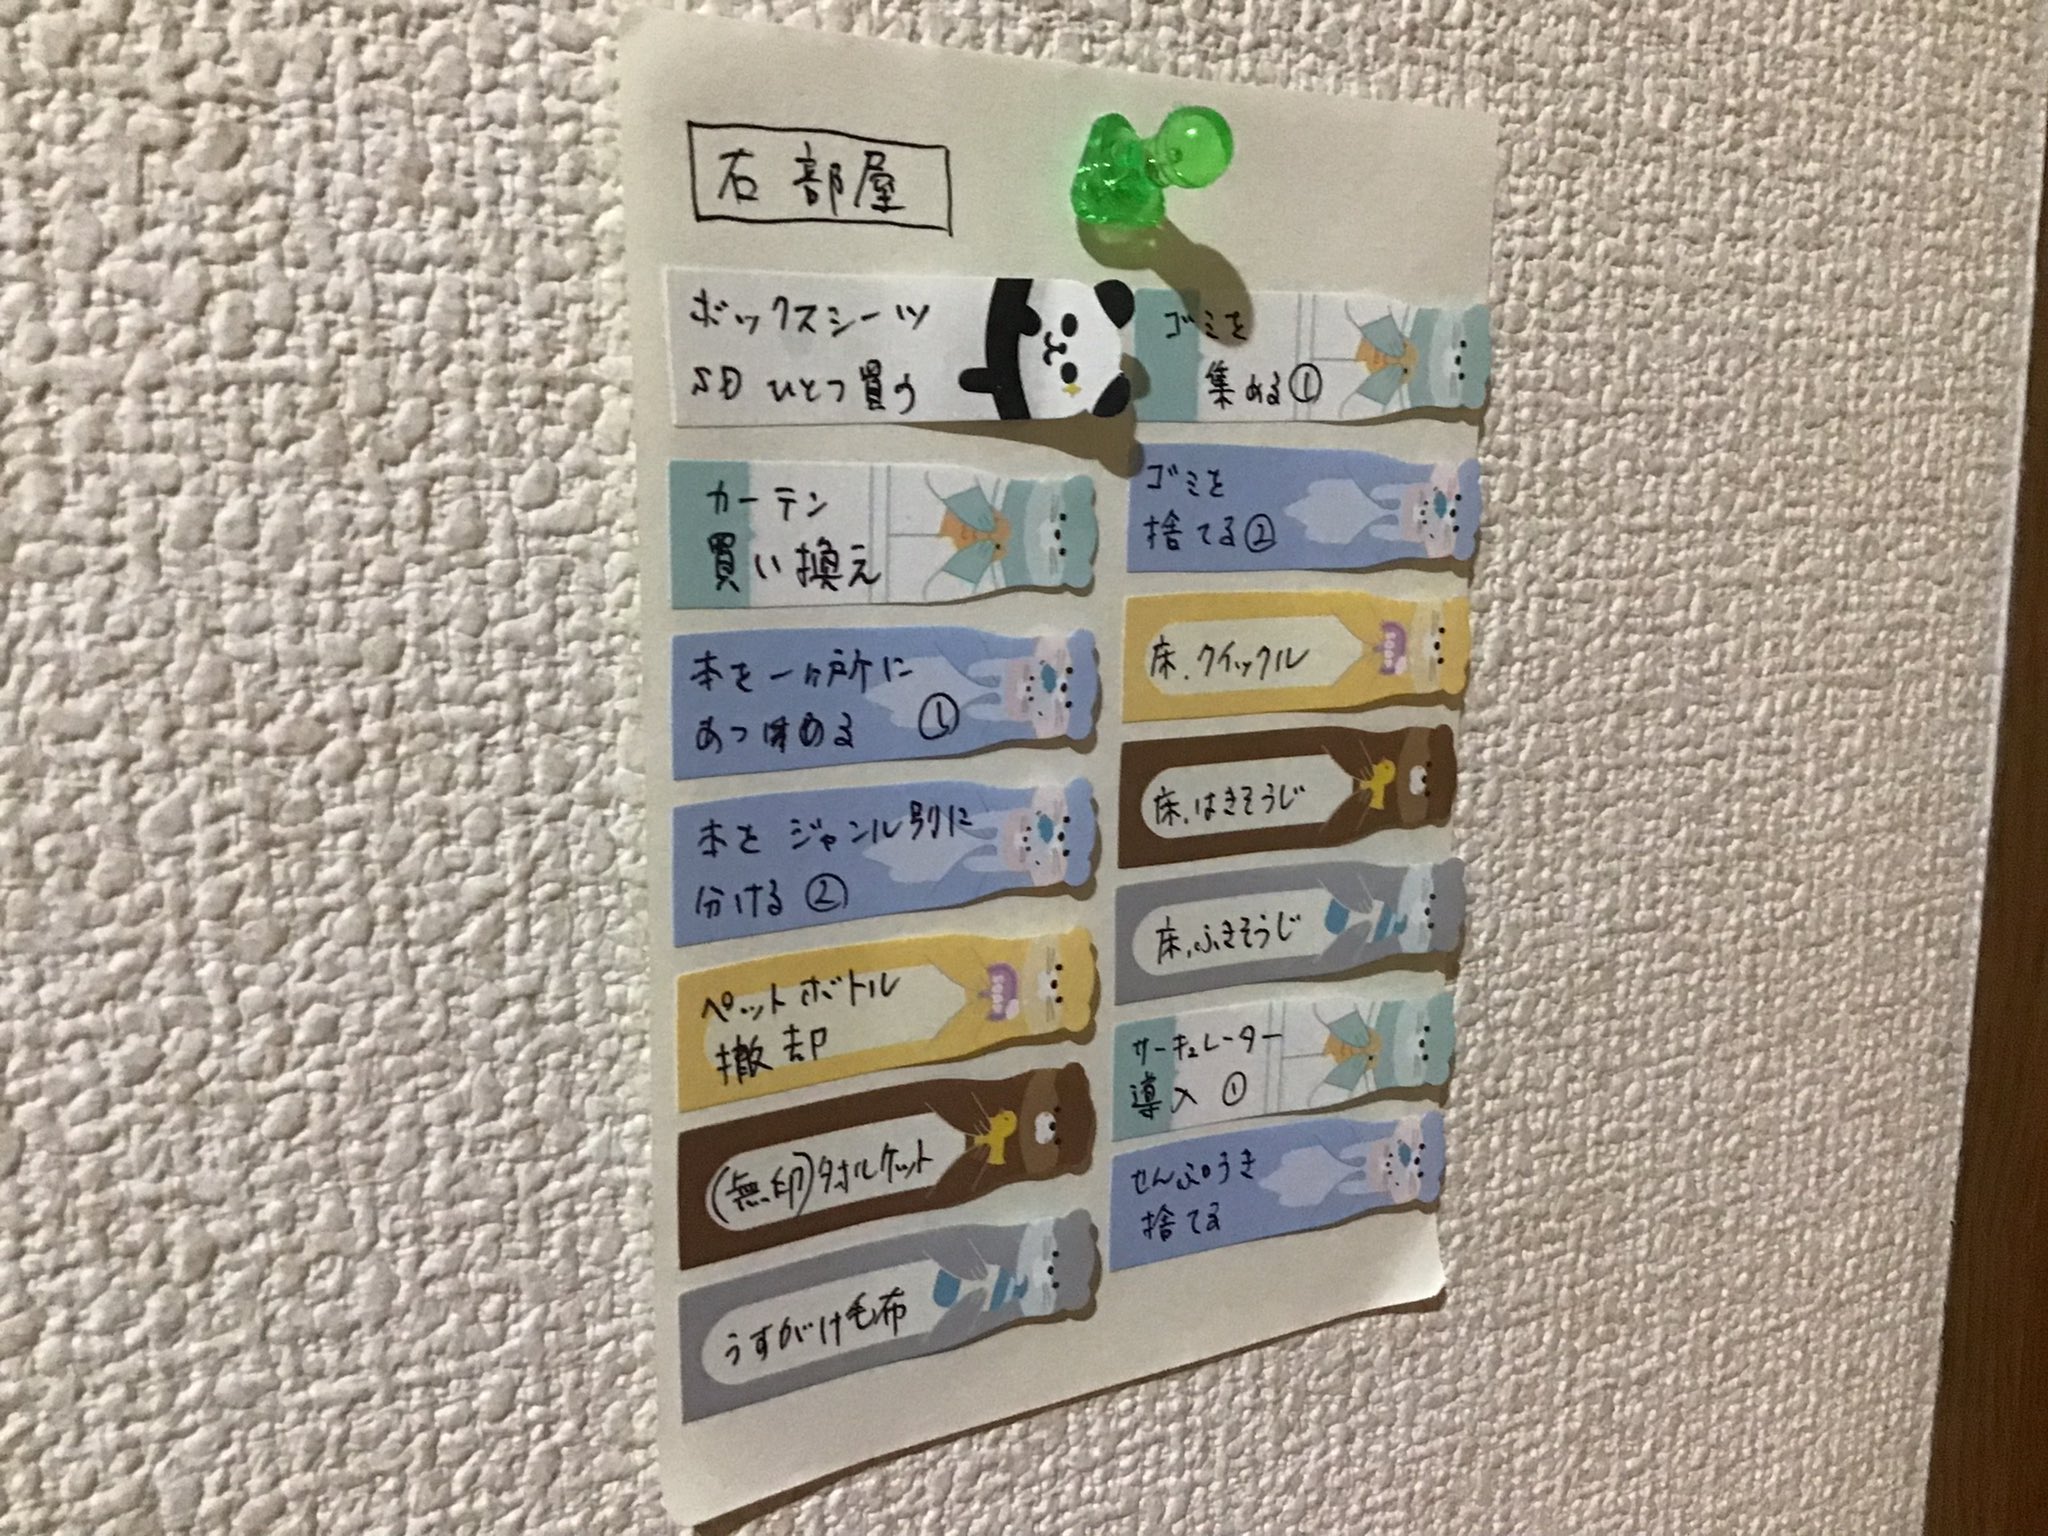 右部屋
ボックスシーツ
SD ひとつ買う
カーテン
買い換え
本を一ヶ所に
あつめる ①
本をジャンル別に
分ける ②
ペットボトル
撤却
(無印)タオルケット
うすがけ毛布
ゴミを
集める①
ゴミを
捨てる②
床.クイックル
床.はきそうじ
床.ふきそうじ
サーキュレーター
導入 ①
せんぷうき
捨てる